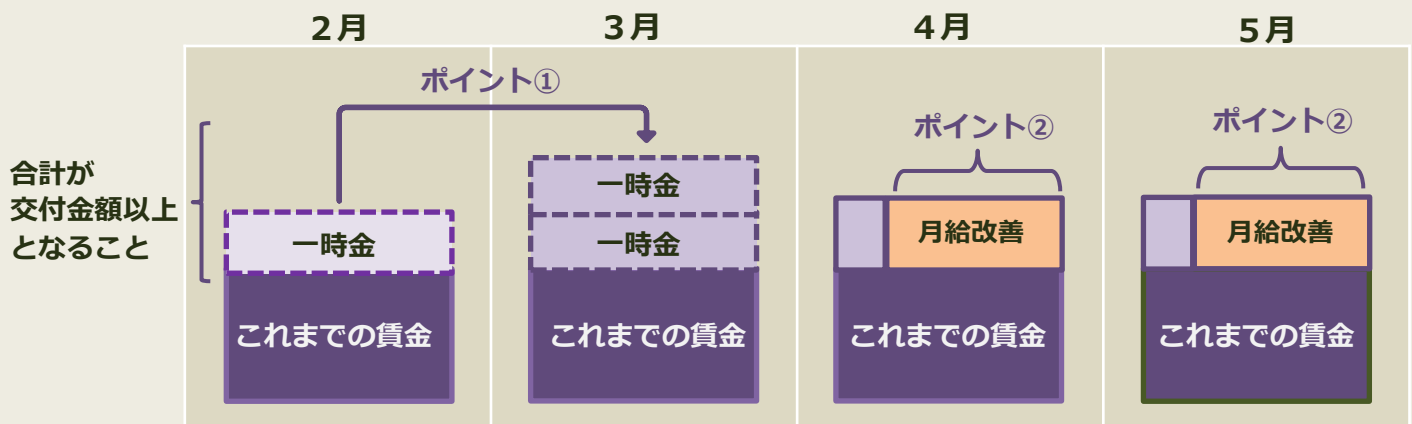 2月
3月
4月
5月
ポイント①
ポイント②
ポイント②
合計が
交付金額以上
となること
一時金
一時金
一時金
月給改善
月給改善
これまでの賃金
これまでの賃金
これまでの賃金
これまでの賃金